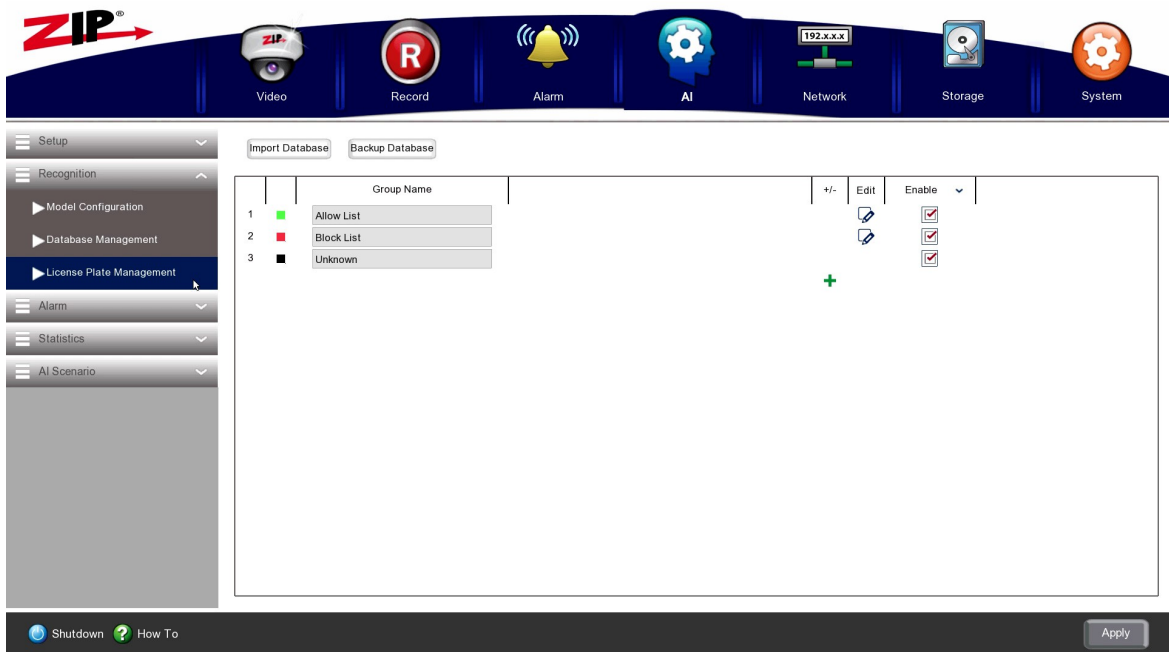 ZIP®
ZIP
R
192.x.x.x
Video
Record
Alarm
AI
Network
Storage
System
Setup
Recognition
Model Configuration
Database Management
License Plate Management
Alarm
Statistics
AI Scenario
Import Database
Backup Database
Group Name +/- Edit Enable
1 Allow List
2 Block List
3 Unknown
+
Shutdown
? How To
Apply